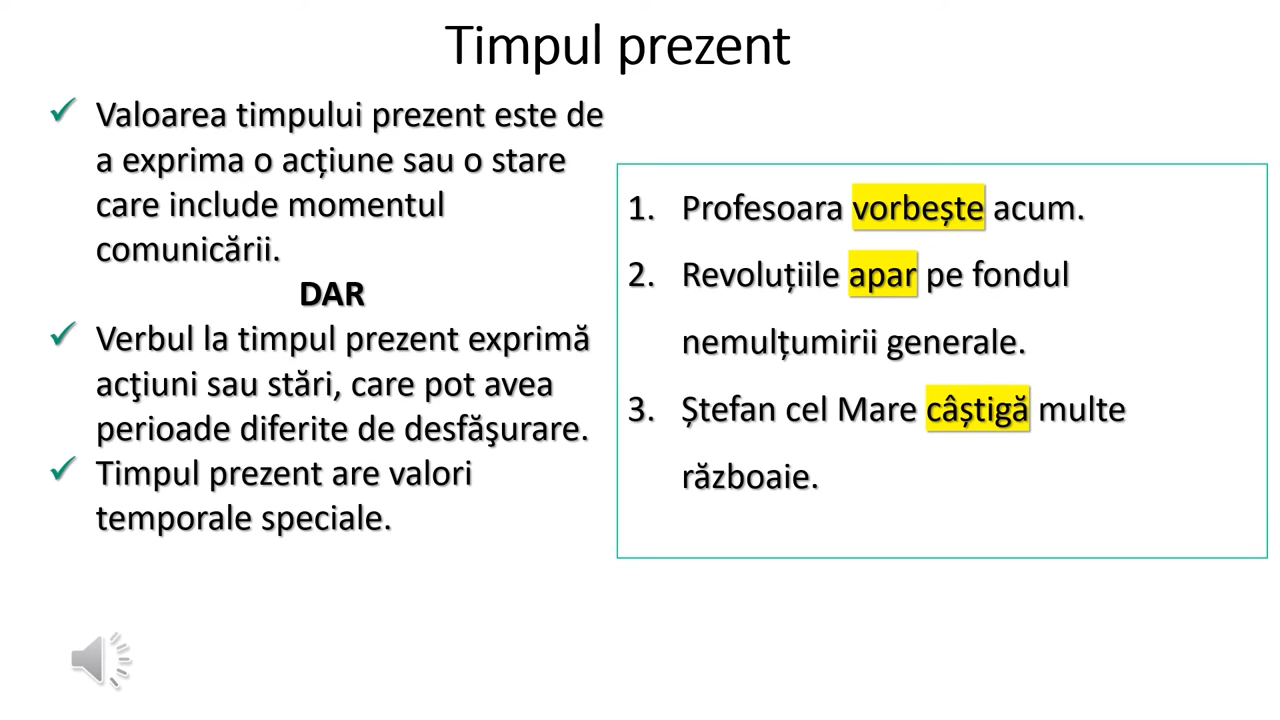 Timpul prezent
Valoarea timpului prezent este de
a exprima o acțiune sau o stare
care include momentul
comunicării.
DAR
Verbul la timpul prezent exprimă
acţiuni sau stări, care pot avea
perioade diferite de desfăşurare.
Timpul prezent are valori
temporale speciale.
1. Profesoara vorbește acum.
2. Revoluțiile apar pe fondul
nemulțumirii generale.
3. Ștefan cel Mare câștigă multe
războaie.